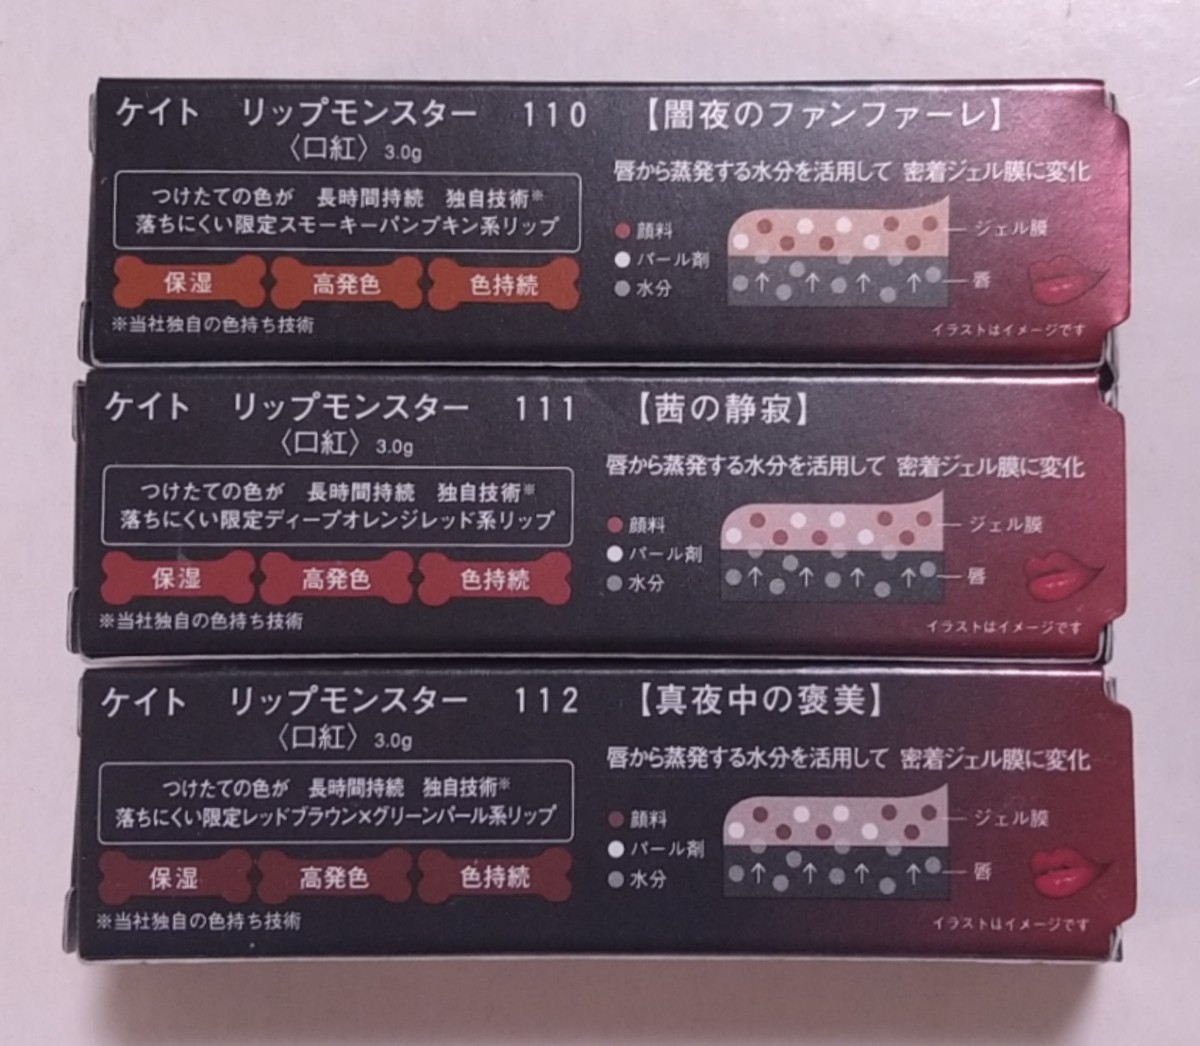 ケイト リップモンスター 110 【闇夜のファンファーレ】
〈口紅〉3.0g
つけたての色が 長時間持続 独自技術※
落ちにくい限定スモーキーパンプキン系リップ
保湿 高発色 色持続
※当社独自の色持ち技術
唇から蒸発する水分を活用して 密着ジェル膜に変化
顔料
パール剤
水分
ジェル膜
唇
イラストはイメージです
ケイト リップモンスター 111 【茜の静寂】
〈口紅〉3.0g
つけたての色が 長時間持続 独自技術※
落ちにくい限定ディープオレンジレッド系リップ
保湿 高発色 色持続
※当社独自の色持ち技術
唇から蒸発する水分を活用して 密着ジェル膜に変化
顔料
パール剤
水分
ジェル膜
唇
イラストはイメージです
ケイト リップモンスター 112 【真夜中の褒美】
〈口紅〉3.0g
つけたての色が 長時間持続 独自技術※
落ちにくい限定レッドブラウン×グリーンパール系リップ
保湿 高発色 色持続
※当社独自の色持ち技術
唇から蒸発する水分を活用して 密着ジェル膜に変化
顔料
パール剤
水分
ジェル膜
唇
イラストはイメージです